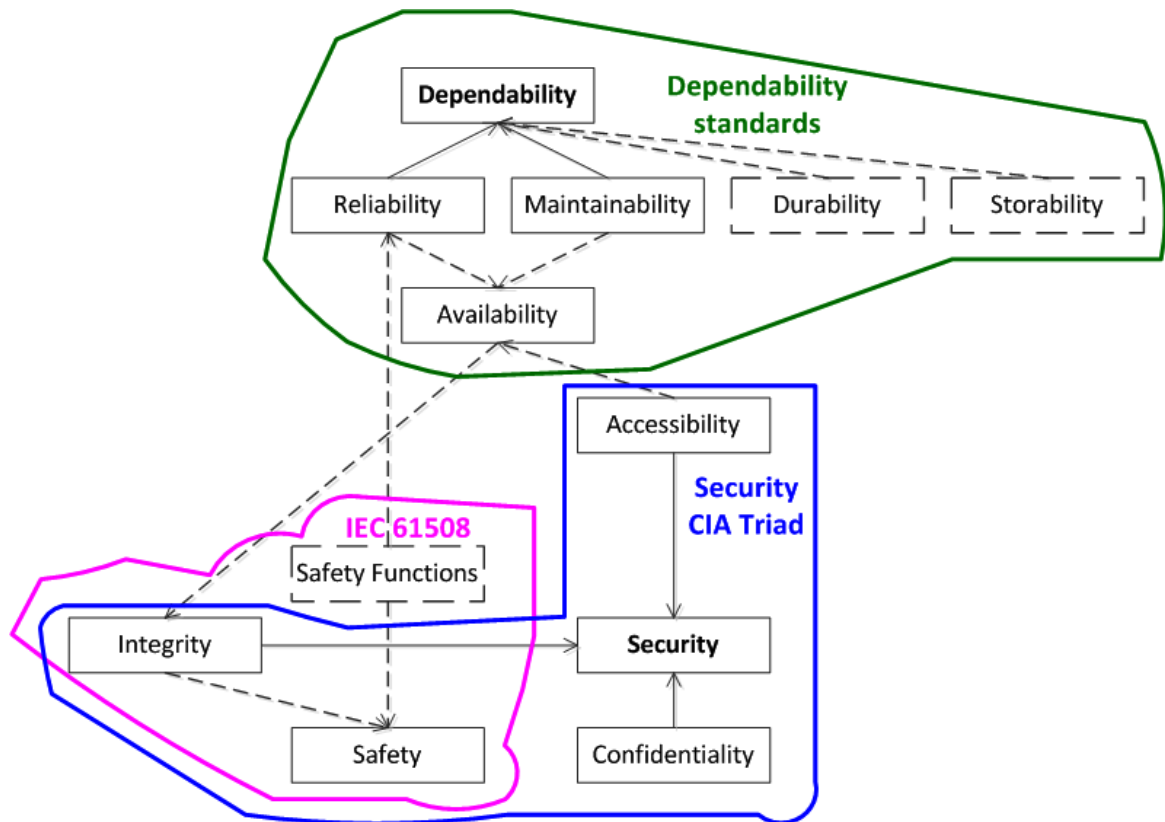 Dependability
Dependability
standards
Reliability
Maintainability
Durability
Storability
Availability
Accessibility
Security
CIA Triad
IEC 61508
Safety Functions
Integrity
Security
Safety
Confidentiality